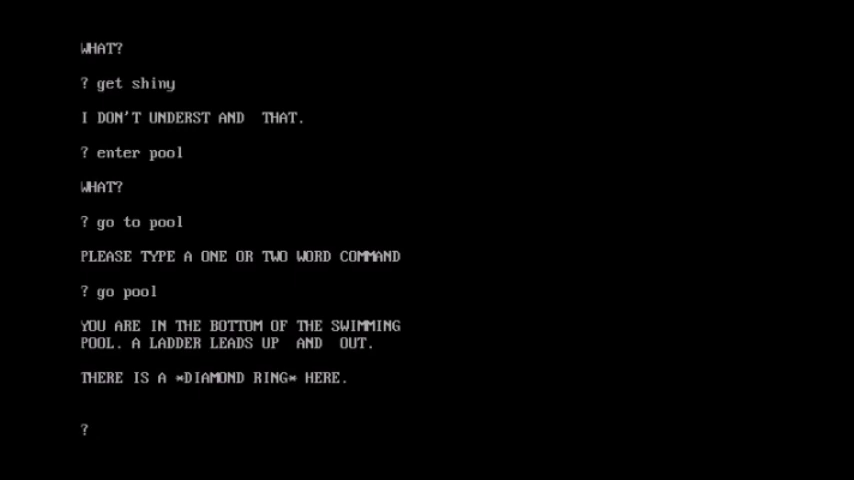 WHAT?
? get shiny
I DON'T UNDERST AND  THAT.
? enter pool
WHAT?
? go to pool
PLEASE TYPE A ONE OR TWO WORD COMMAND
? go pool
YOU ARE IN THE BOTTOM OF THE SWIMMING
POOL. A LADDER LEADS UP  AND  OUT.
THERE IS A *DIAMOND RING* HERE.
?